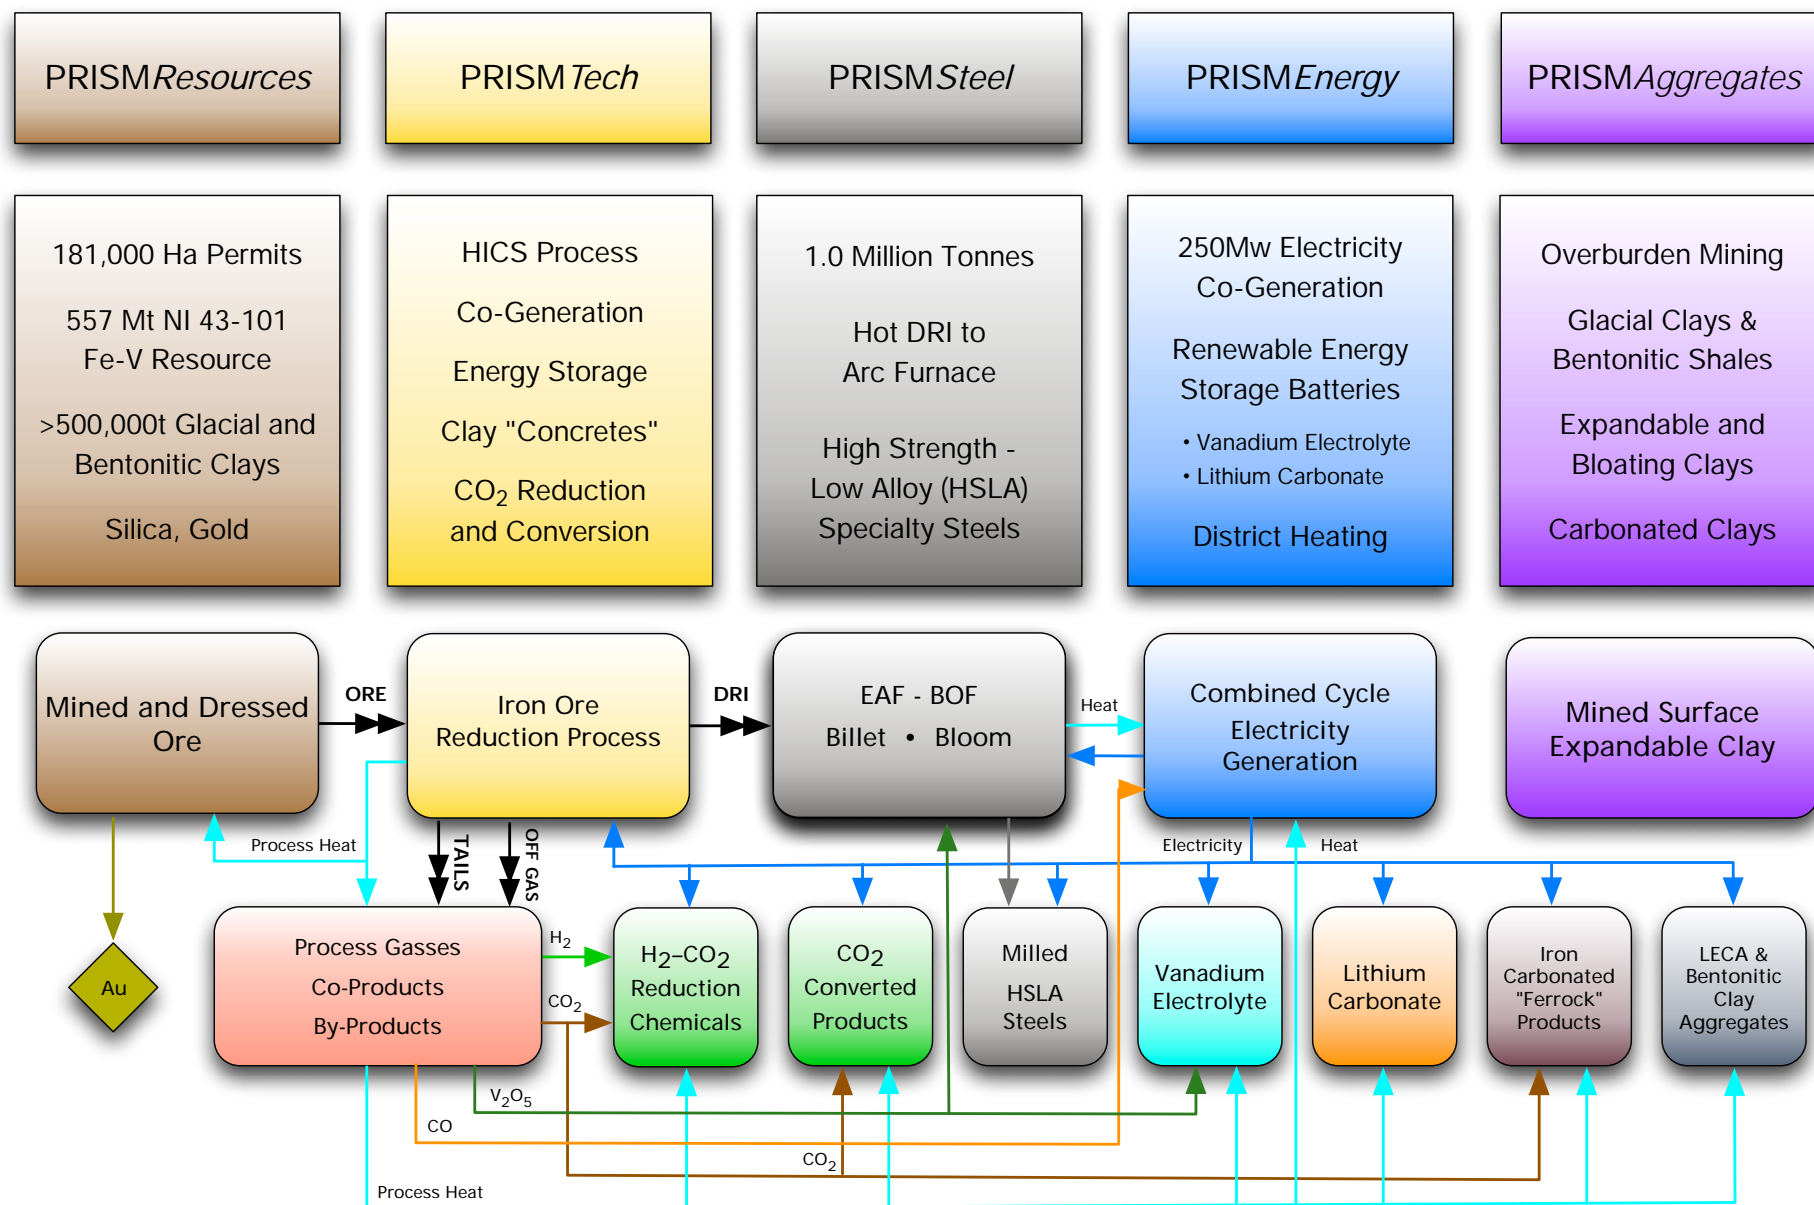 PRISMResources
PRISMTech
PRISMSteel
PRISMEnergy
PRISMAggregates
181,000 Ha Permits
557 Mt NI 43-101
Fe-V Resource
>500,000t Glacial and
Bentonitic Clays
Silica, Gold
HICS Process
Co-Generation
Energy Storage
Clay "Concretes"
CO2 Reduction
and Conversion
1.0 Million Tonnes
Hot DRI to
Arc Furnace
High Strength -
Low Alloy (HSLA)
Specialty Steels
250Mw Electricity
Co-Generation
Renewable Energy
Storage Batteries
• Vanadium Electrolyte
• Lithium Carbonate
District Heating
Overburden Mining
Glacial Clays &
Bentonitic Shales
Expandable and
Bloating Clays
Carbonated Clays
Mined and Dressed
Ore
ORE
Iron Ore
Reduction Process
DRI
EAF - BOF
Billet • Bloom
Heat
Combined Cycle
Electricity
Generation
Mined Surface
Expandable Clay
Process Heat
TAILS
OFF GAS
Electricity
Heat
Au
Process Gasses
Co-Products
By-Products
H2
CO2
H2–CO2
Reduction
Chemicals
CO2
Converted
Products
Milled
HSLA
Steels
Vanadium
Electrolyte
Lithium
Carbonate
Iron
Carbonated
"Ferrock"
Products
LECA &
Bentonitic
Clay
Aggregates
V2O5
CO
CO2
Process Heat